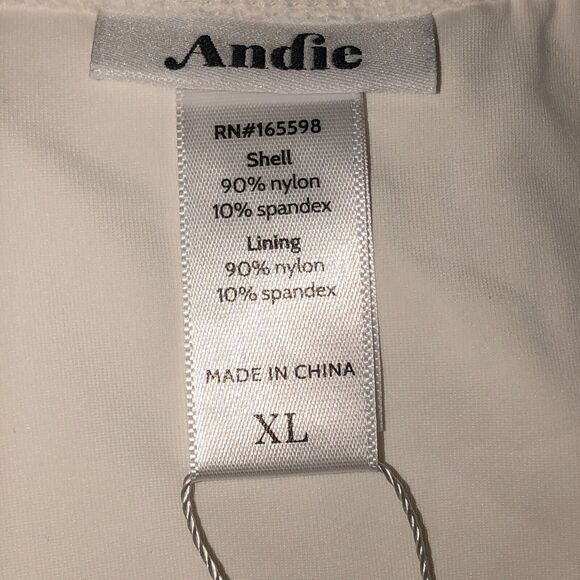 Andie
RN#165598
Shell
90% nylon
10% spandex
Lining
90% nylon
10% spandex
MADE IN CHINA
XL